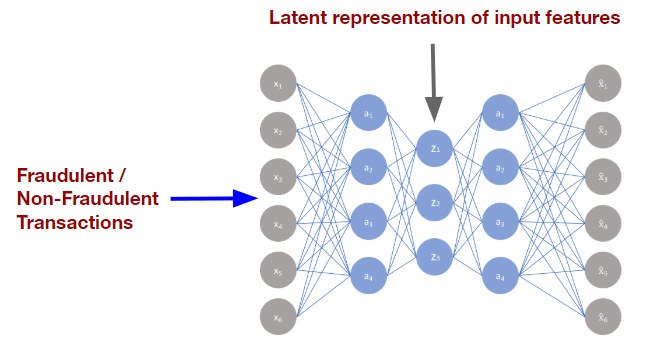 Latent representation of input features
Fraudulent /
Non-Fraudulent
Transactions
x₁
x₂
x₃
x₄
x₅
x₆
a₁
a₂
a₃
a₄
z₁
z₂
z₃
a₁
a₂
a₃
a₄
x̂₁
x̂₂
x̂₃
x̂₄
x̂₅
x̂₆